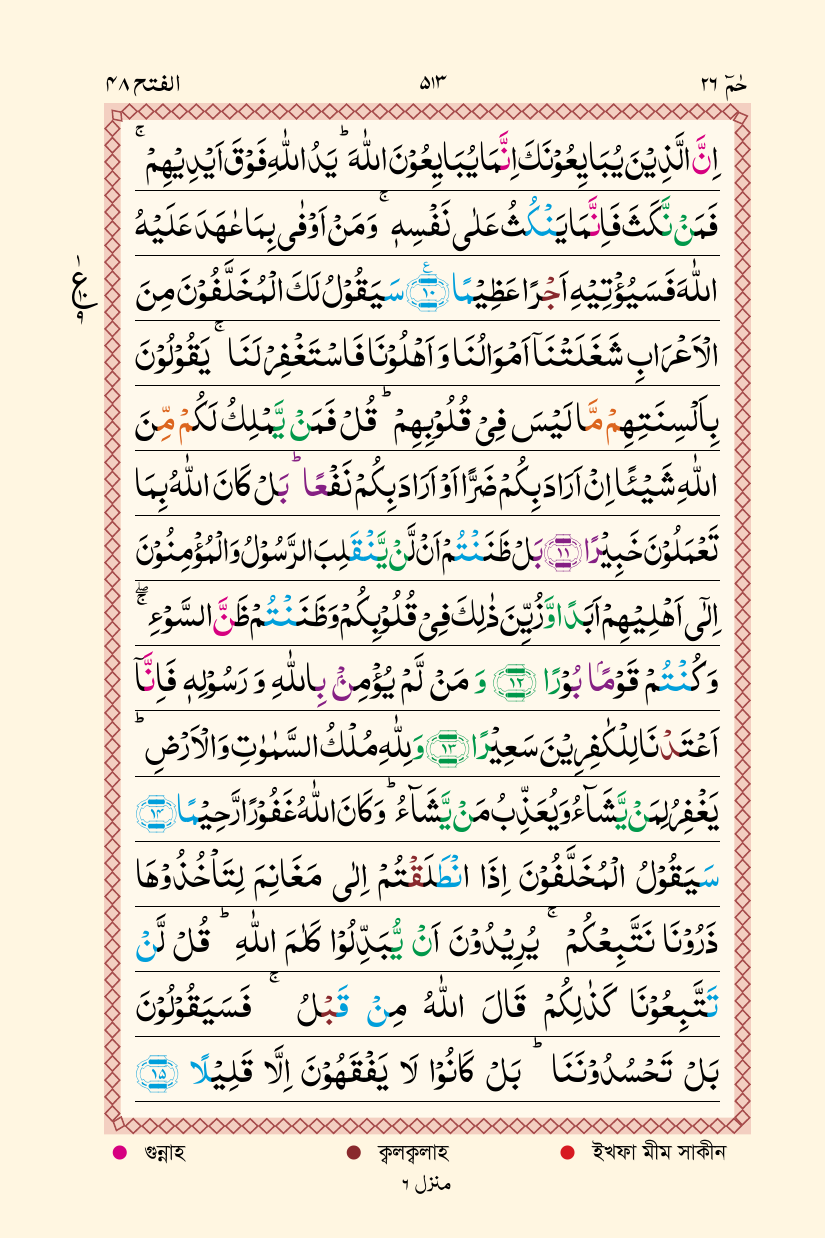 حٰمٓ ٢٦ ٥١٣ الفتح ٤٨
اِنَّ الَّذِيْنَ يُبَايِعُوْنَكَ اِنَّمَا يُبَايِعُوْنَ اللّٰهَ ؕ يَدُ اللّٰهِ فَوْقَ اَيْدِيْهِمْ ۚ
فَمَنْ نَّكَثَ فَاِنَّمَا يَنْكُثُ عَلٰى نَفْسِهٖ ۚ وَمَنْ اَوْفٰى بِمَا عٰهَدَ عَلَيْهُ
اللّٰهَ فَسَيُؤْتِيْهِ اَجْرًا عَظِيْمًا ۝١٠ سَيَقُوْلُ لَكَ الْمُخَلَّفُوْنَ مِنَ
الْاَعْرَابِ شَغَلَتْنَاۤ اَمْوَالُنَا وَ اَهْلُوْنَا فَاسْتَغْفِرْ لَنَا ۚ يَقُوْلُوْنَ
بِاَلْسِنَتِهِمْ مَّا لَيْسَ فِىْ قُلُوْبِهِمْ ؕ قُلْ فَمَنْ يَّمْلِكُ لَكُمْ مِّنَ
اللّٰهِ شَيْـًٔا اِنْ اَرَادَ بِكُمْ ضَرًّا اَوْ اَرَادَ بِكُمْ نَفْعًا ؕ بَلْ كَانَ اللّٰهُ بِمَا
تَعْمَلُوْنَ خَبِيْرًا ۝١١ بَلْ ظَنَنْتُمْ اَنْ لَّنْ يَّنْقَلِبَ الرَّسُوْلُ وَالْمُؤْمِنُوْنَ
اِلٰٓى اَهْلِيْهِمْ اَبَدًا وَّ زُيِّنَ ذٰلِكَ فِىْ قُلُوْبِكُمْ وَظَنَنْتُمْ ظَنَّ السَّوْءِ ۖۚ
وَ كُنْتُمْ قَوْمًۢا بُوْرًا ۝١٢ وَ مَنْ لَّمْ يُؤْمِنْۢ بِاللّٰهِ وَ رَسُوْلِهٖ فَاِنَّاۤ
اَعْتَدْنَا لِلْكٰفِرِيْنَ سَعِيْرًا ۝١٣ وَلِلّٰهِ مُلْكُ السَّمٰوٰتِ وَالْاَرْضِ ؕ
يَغْفِرُ لِمَنْ يَّشَآءُ وَيُعَذِّبُ مَنْ يَّشَآءُ ؕ وَكَانَ اللّٰهُ غَفُوْرًا رَّحِيْمًا ۝١٤
سَيَقُوْلُ الْمُخَلَّفُوْنَ اِذَا انْطَلَقْتُمْ اِلٰى مَغَانِمَ لِتَاْخُذُوْهَا
ذَرُوْنَا نَتَّبِعْكُمْ ۚ يُرِيْدُوْنَ اَنْ يُّبَدِّلُوْا كَلٰمَ اللّٰهِ ؕ قُلْ لَّنْ
تَتَّبِعُوْنَا كَذٰلِكُمْ قَالَ اللّٰهُ مِنْ قَبْلُ ۚ فَسَيَقُوْلُوْنَ
بَلْ تَحْسُدُوْنَنَا ؕ بَلْ كَانُوْا لَا يَفْقَهُوْنَ اِلَّا قَلِيْلًا ۝١٥
গুন্নাহ ক্বলক্বলাহ ইখফা মীম সাকীন
منزل ٦